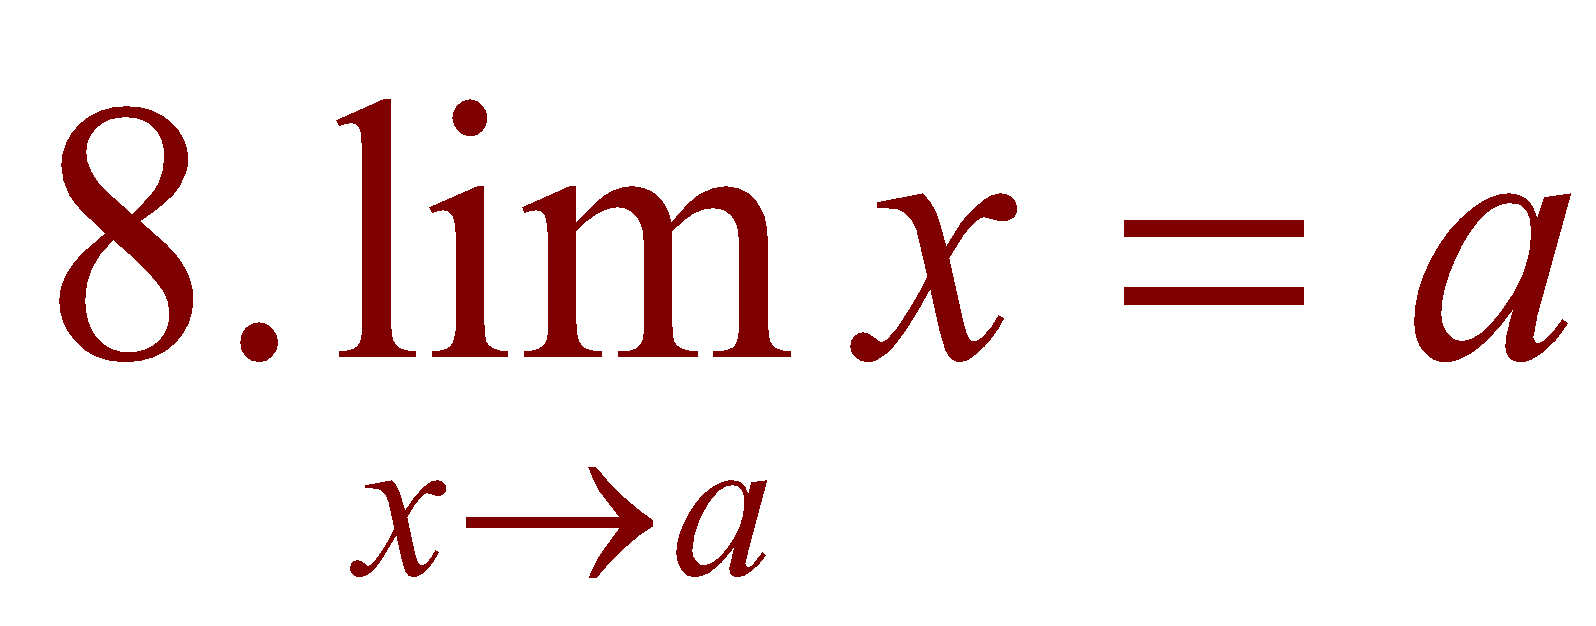 8. lim x = a
x→a